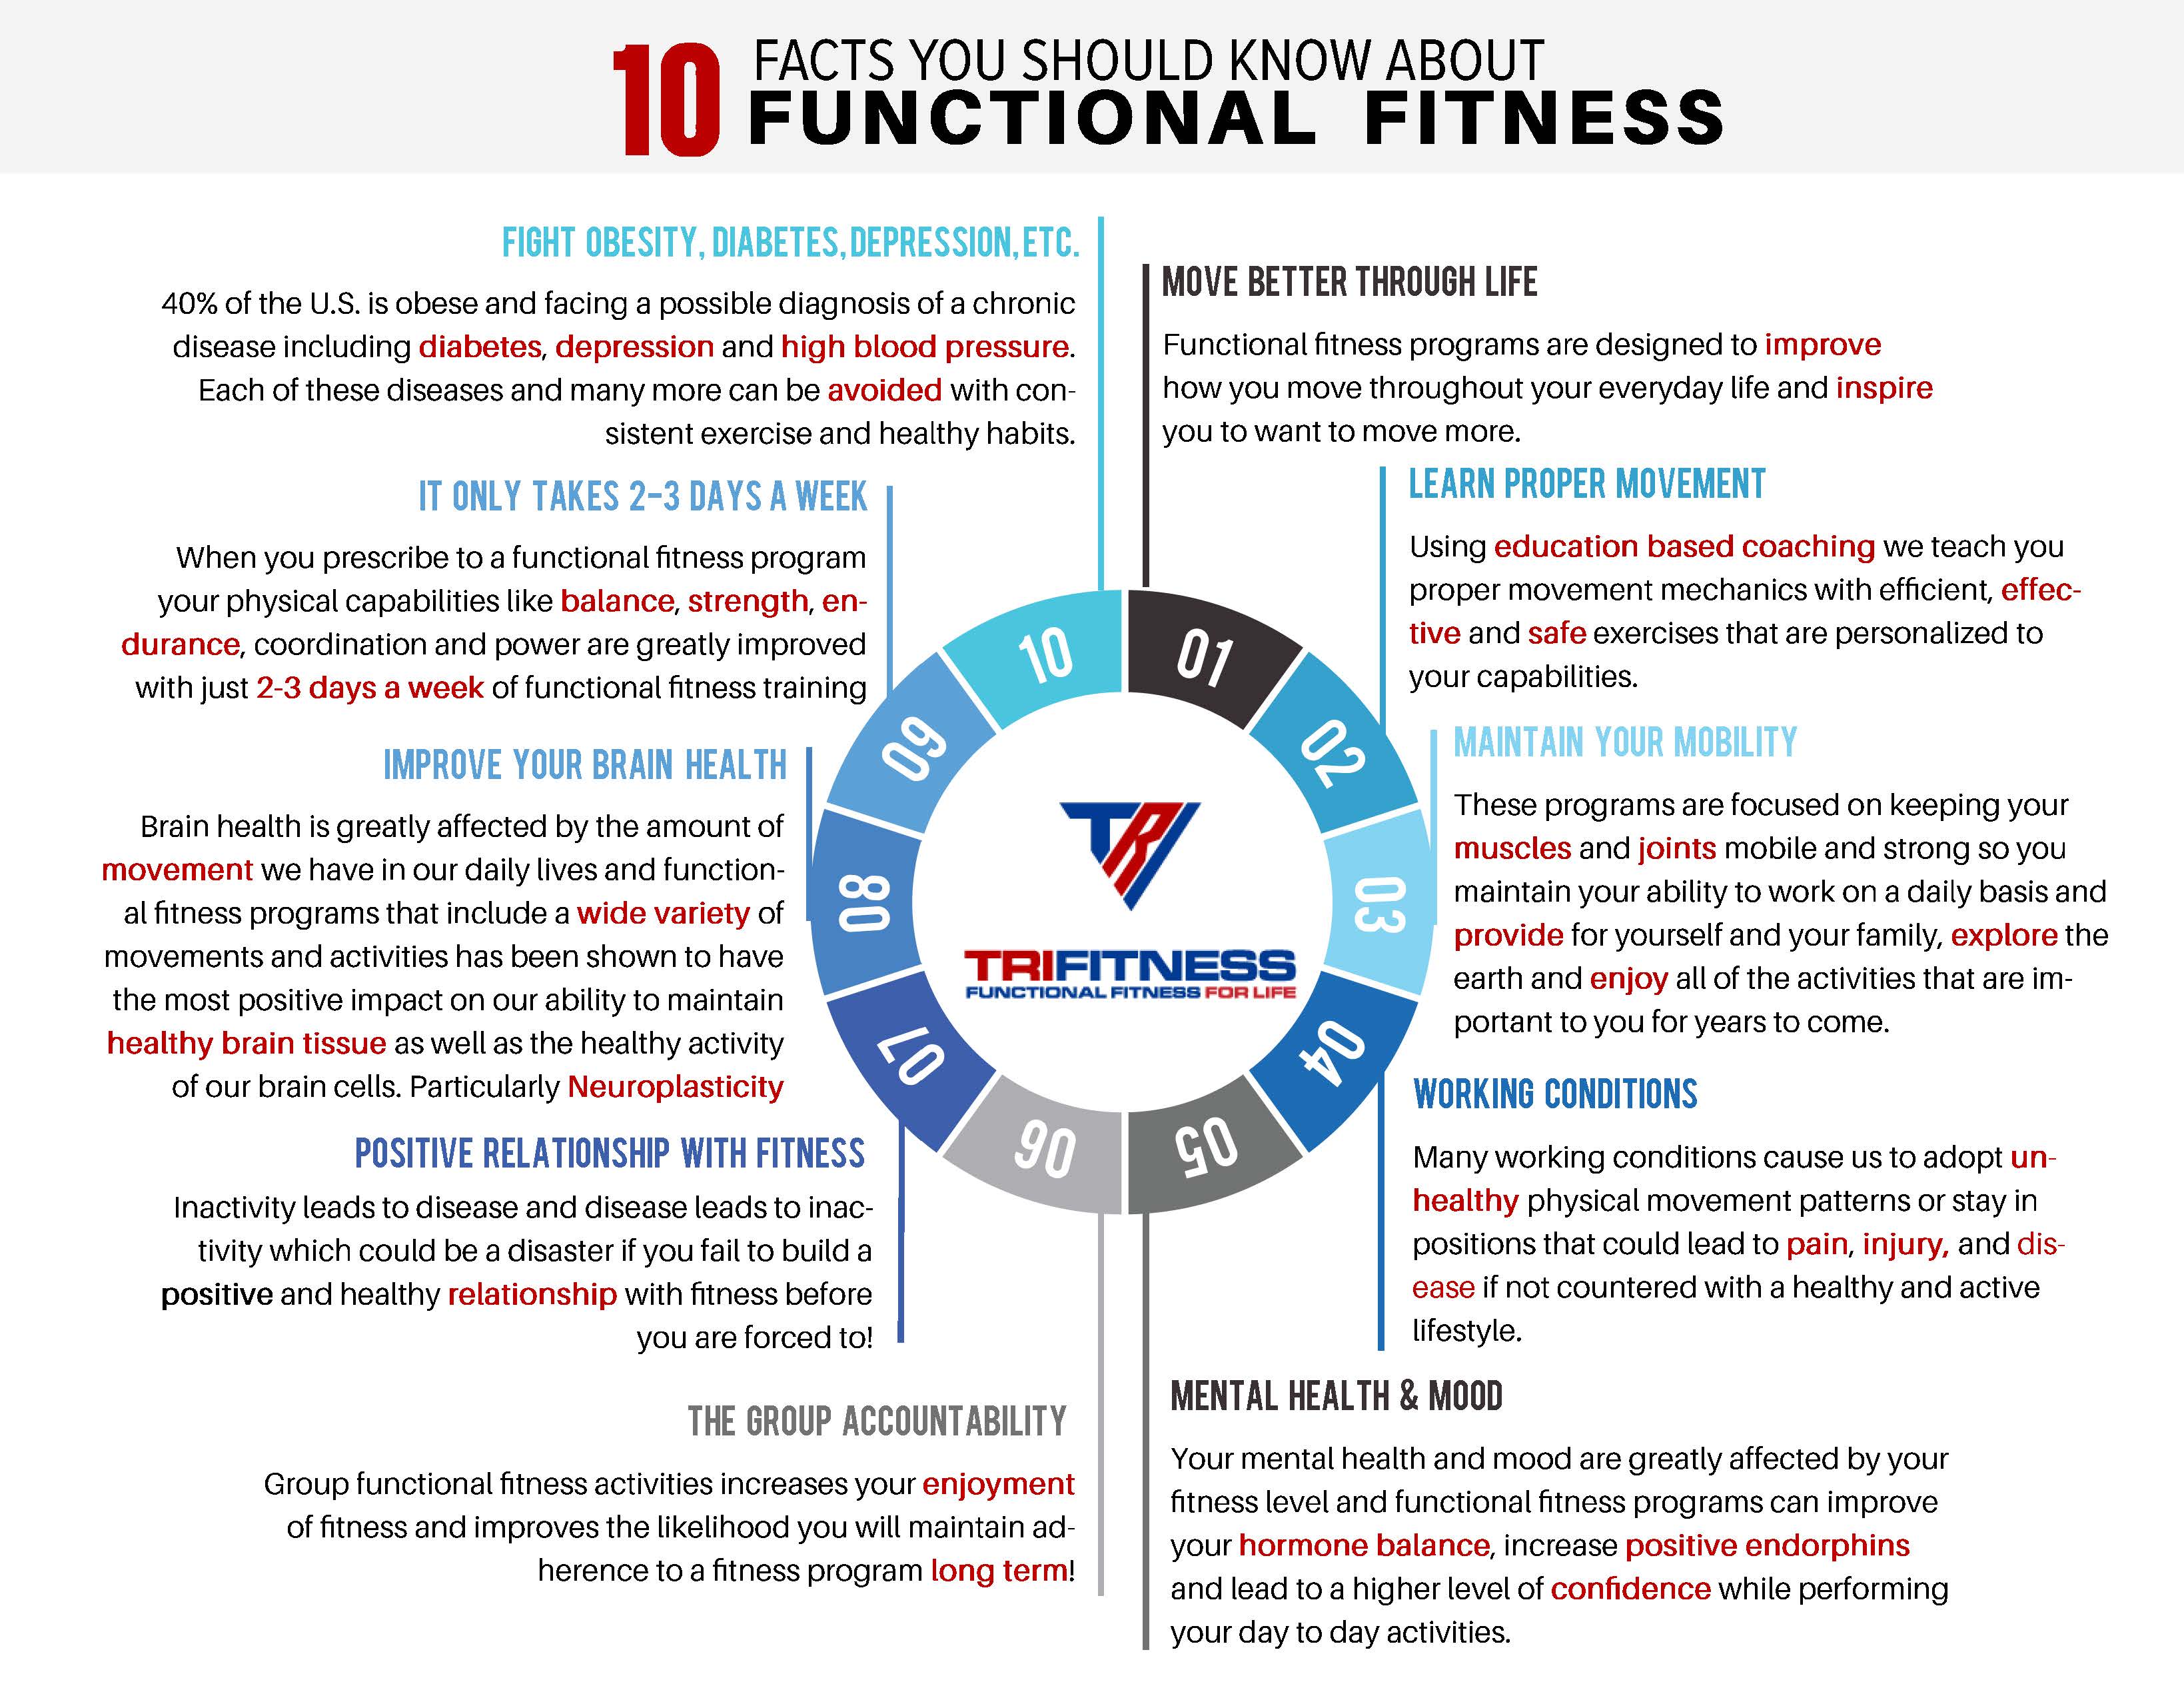 10 FACTS YOU SHOULD KNOW ABOUT
FUNCTIONAL FITNESS
MOVE BETTER THROUGH LIFE
Functional fitness programs are designed to improve
how you move throughout your everyday life and inspire
you to want to move more.
LEARN PROPER MOVEMENT
Using education based coaching we teach you
proper movement mechanics with efficient, effec-
tive and safe exercises that are personalized to
your capabilities.
MAINTAIN YOUR MOBILITY
These programs are focused on keeping your
muscles and joints mobile and strong so you
maintain your ability to work on a daily basis and
provide for yourself and your family, explore the
earth and enjoy all of the activities that are im-
portant to you for years to come.
WORKING CONDITIONS
Many working conditions cause us to adopt un-
healthy physical movement patterns or stay in
positions that could lead to pain, injury, and dis-
ease if not countered with a healthy and active
lifestyle.
MENTAL HEALTH & MOOD
Your mental health and mood are greatly affected by your
fitness level and functional fitness programs can improve
your hormone balance, increase positive endorphins
and lead to a higher level of confidence while performing
your day to day activities.
THE GROUP ACCOUNTABILITY
Group functional fitness activities increases your enjoyment
of fitness and improves the likelihood you will maintain ad-
herence to a fitness program long term!
POSITIVE RELATIONSHIP WITH FITNESS
Inactivity leads to disease and disease leads to inac-
tivity which could be a disaster if you fail to build a
positive and healthy relationship with fitness before
you are forced to!
IMPROVE YOUR BRAIN HEALTH
Brain health is greatly affected by the amount of
movement we have in our daily lives and function-
al fitness programs that include a wide variety of
movements and activities has been shown to have
the most positive impact on our ability to maintain
healthy brain tissue as well as the healthy activity
of our brain cells. Particularly Neuroplasticity
IT ONLY TAKES 2-3 DAYS A WEEK
When you prescribe to a functional fitness program
your physical capabilities like balance, strength, en-
durance, coordination and power are greatly improved
with just 2-3 days a week of functional fitness training
FIGHT OBESITY, DIABETES, DEPRESSION, ETC.
40% of the U.S. is obese and facing a possible diagnosis of a chronic
disease including diabetes, depression and high blood pressure.
Each of these diseases and many more can be avoided with con-
sistent exercise and healthy habits.
01
02
03
04
05
06
07
08
09
10
TRI
TRIFITNESS
FUNCTIONAL FITNESS FOR LIFE